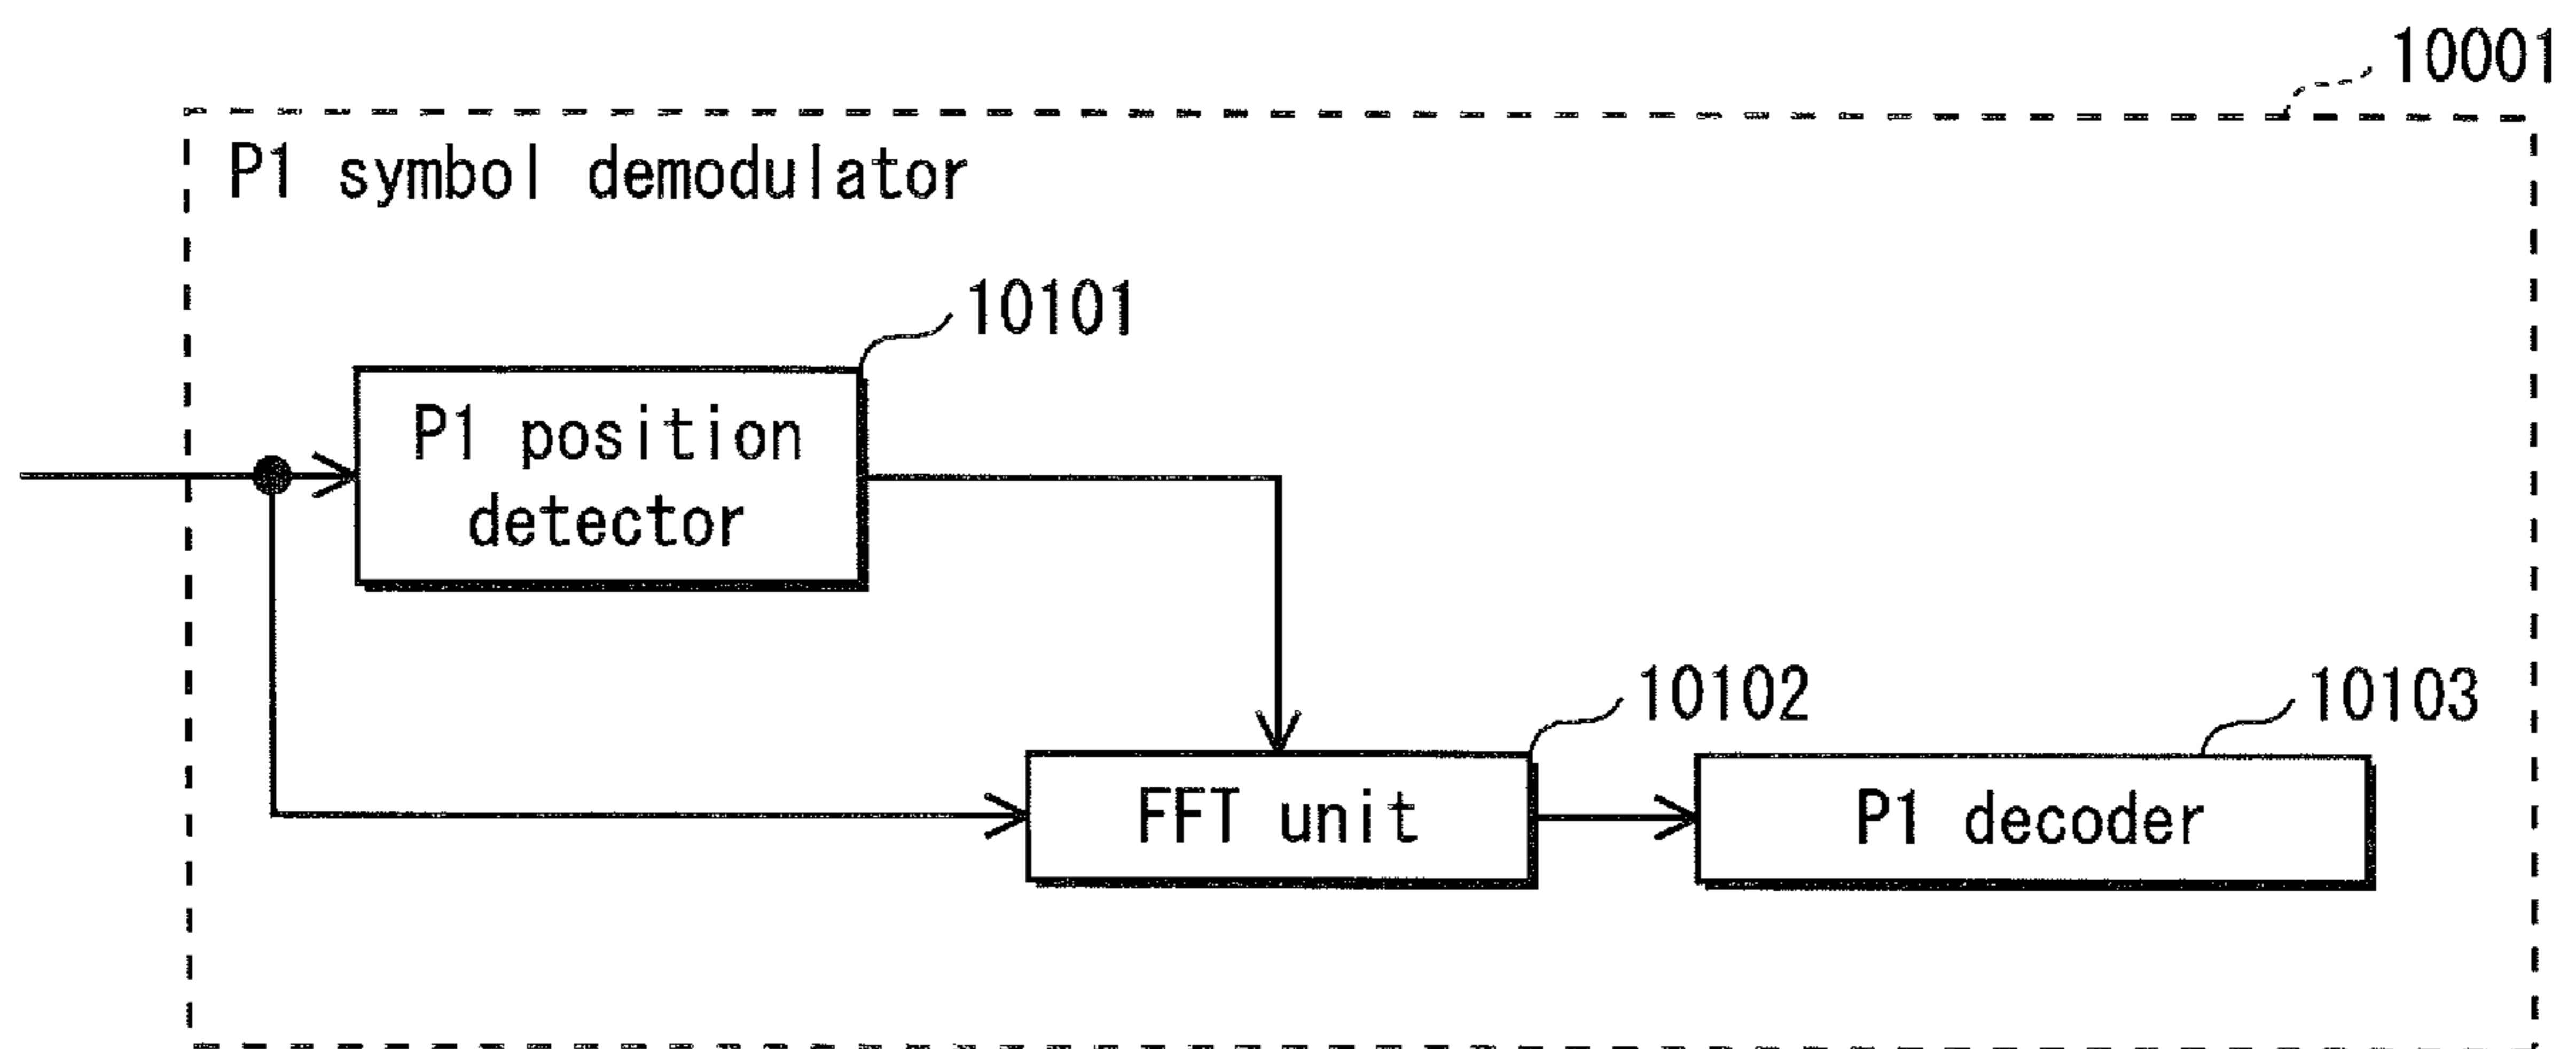 10001
P1 symbol demodulator
10101
P1 position
detector
10102
10103
FFT unit
P1 decoder